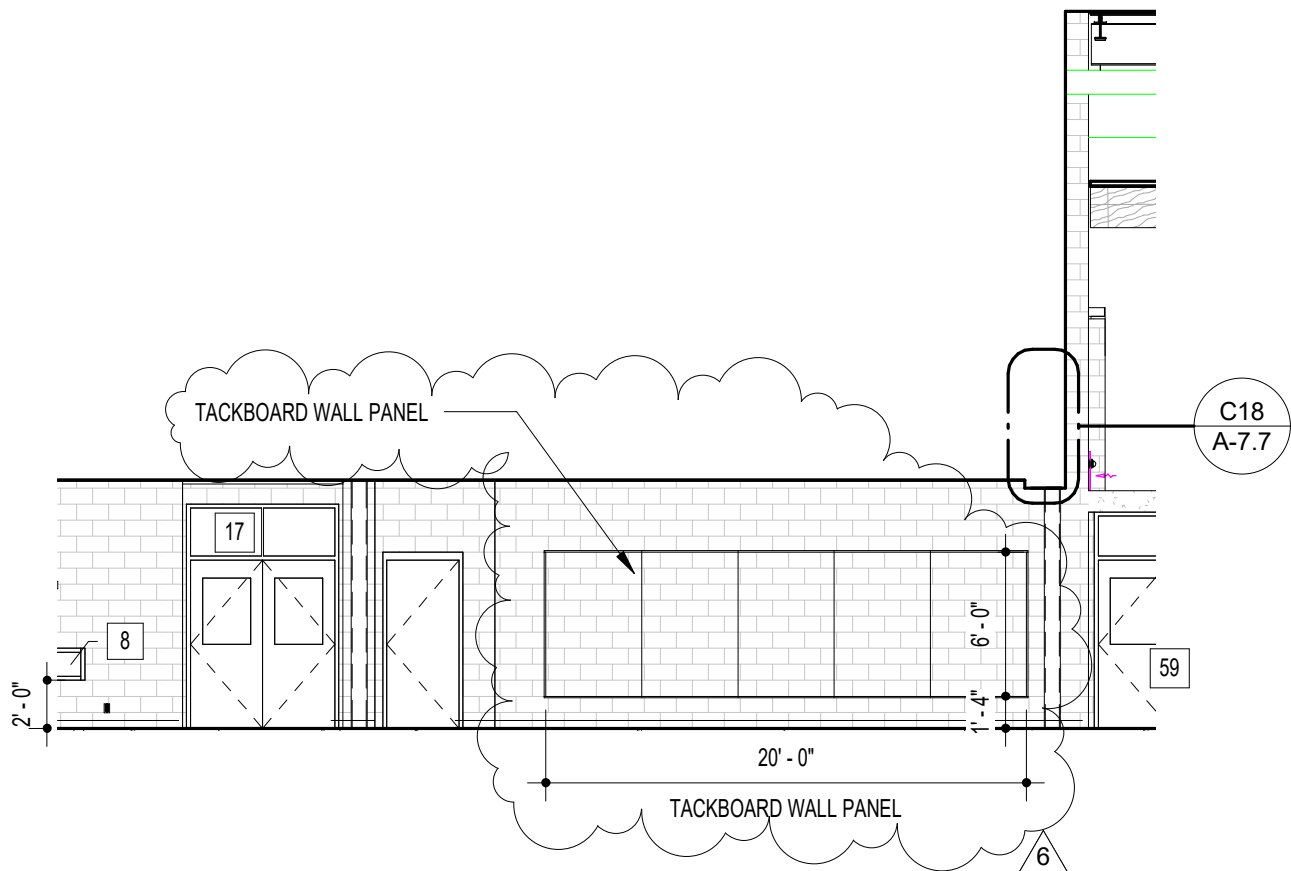 TACKBOARD WALL PANEL
C18
A-7.7
17
8
59
6' - 0"
2' - 0"
1' - 4"
20' - 0"
TACKBOARD WALL PANEL
6